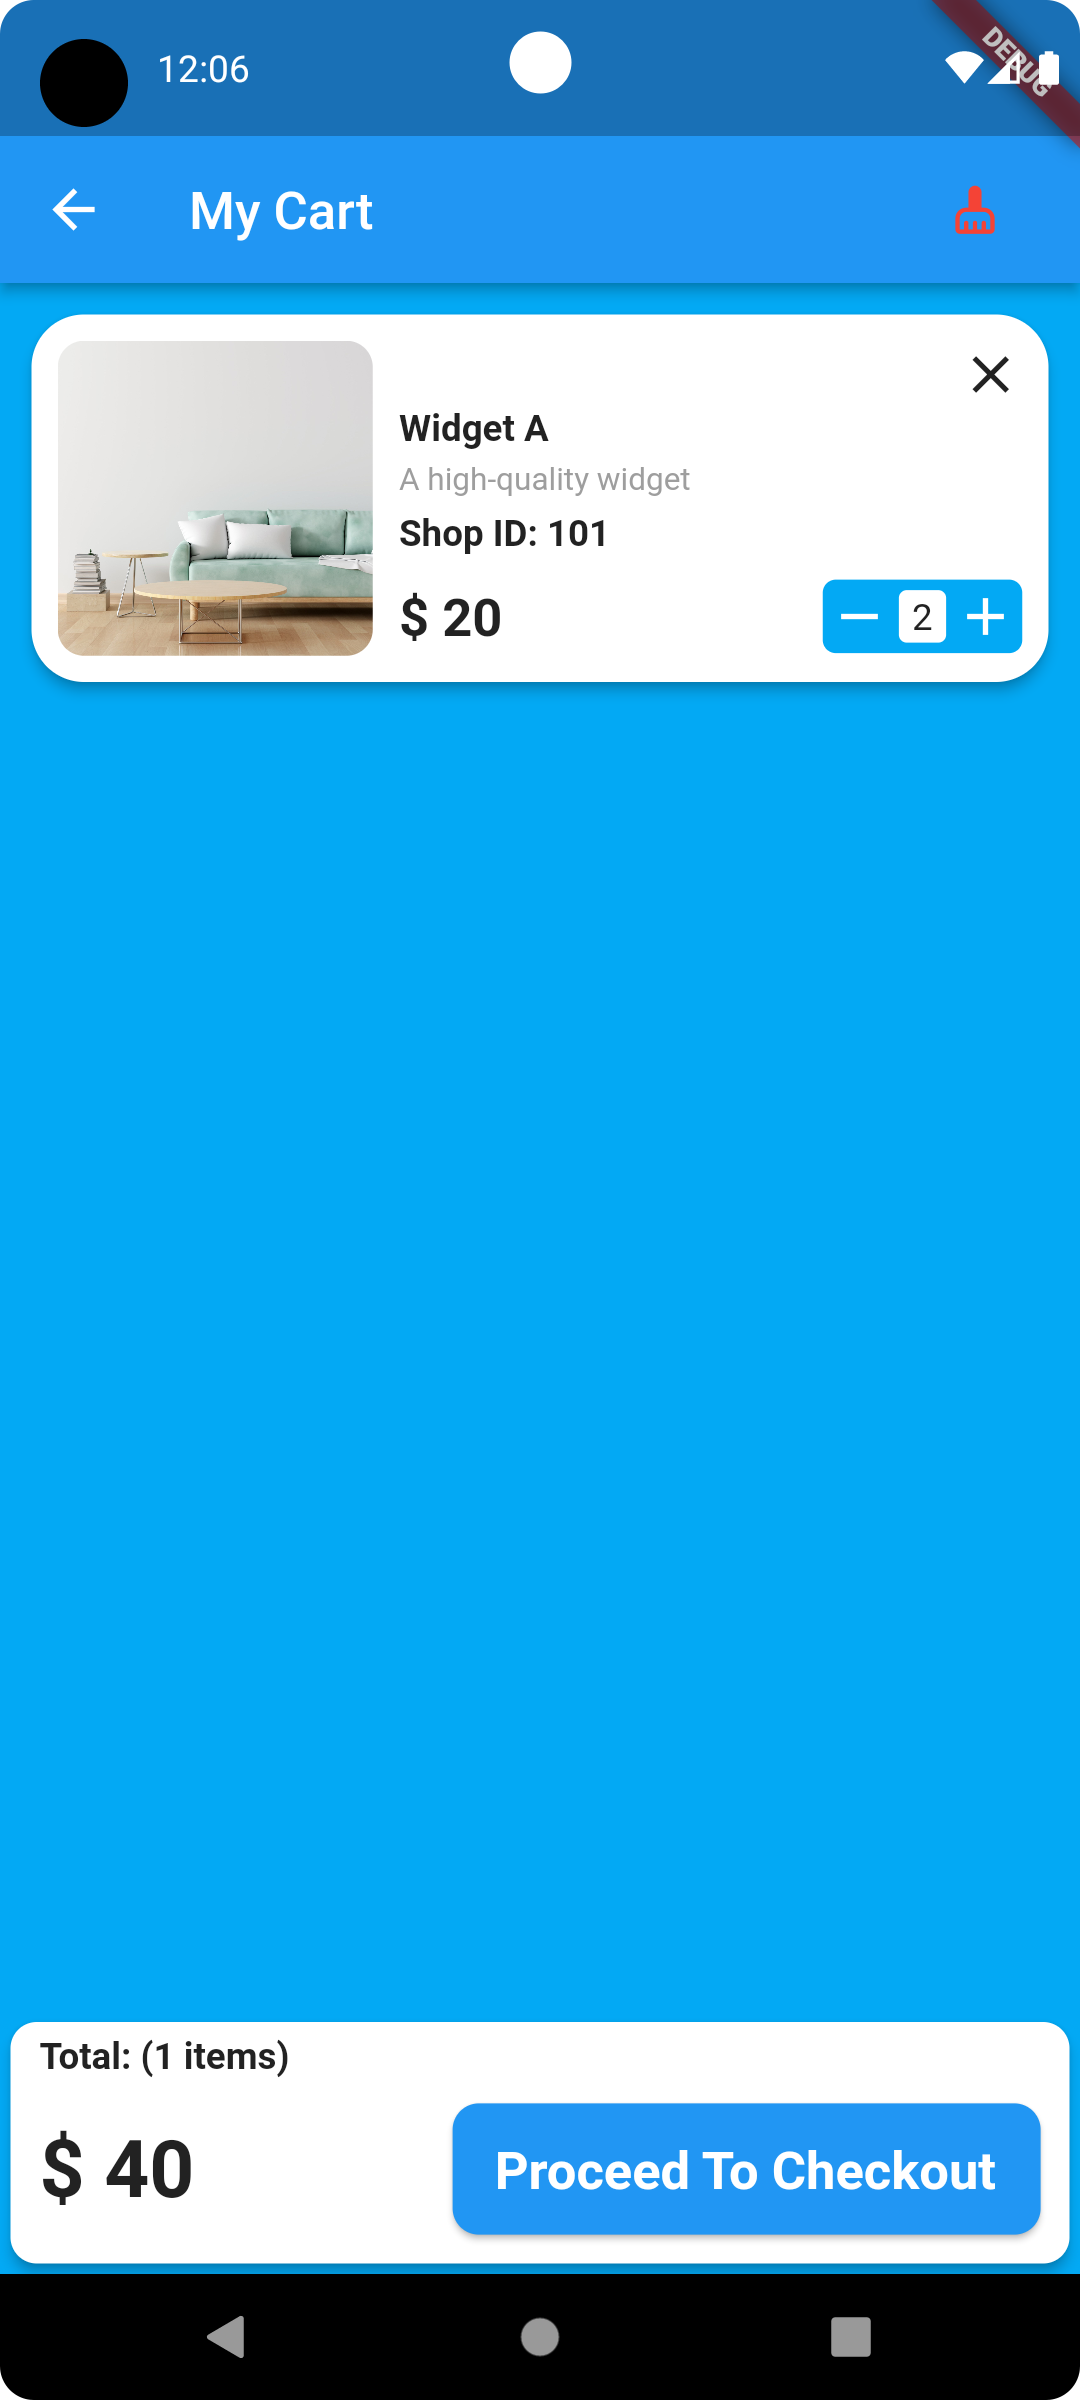 12:06
DEBUG
My Cart
Widget A
A high-quality widget
Shop ID: 101
$ 20
2
Total: (1 items)
$ 40
Proceed To Checkout